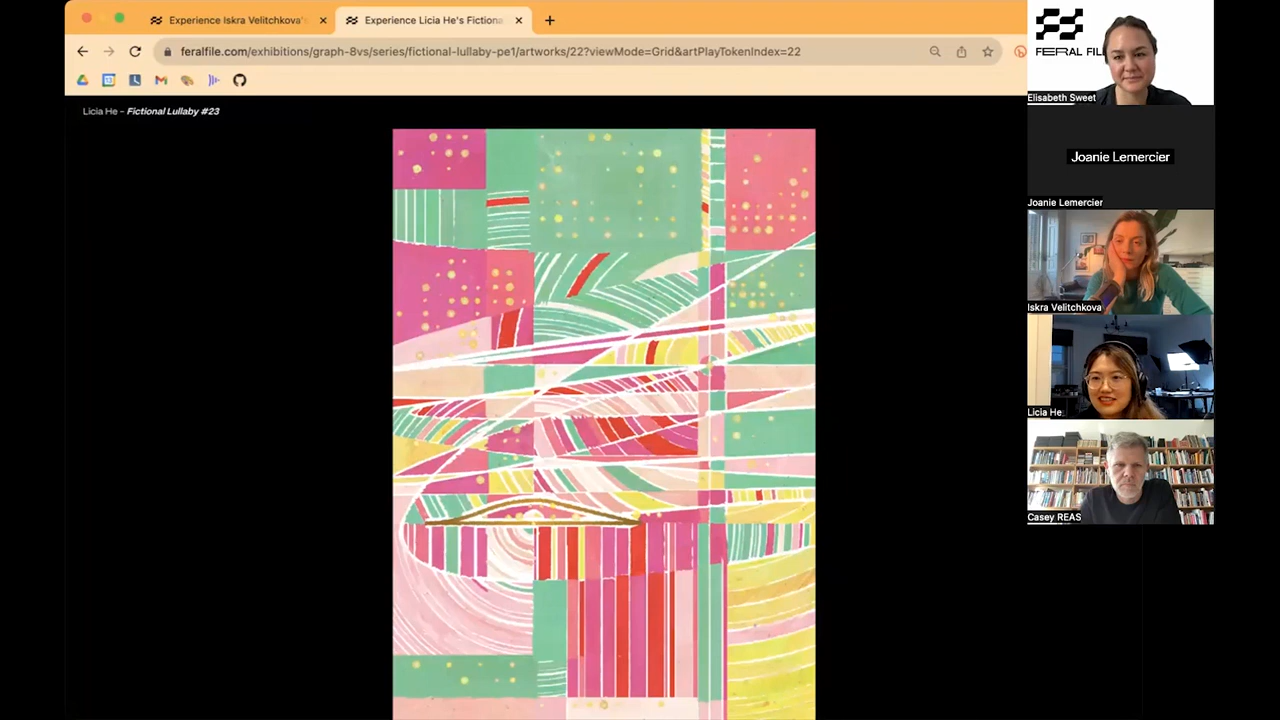 Experience Iskra Velitchkova's
Experience Licia He's Fictiona
feralfile.com/exhibitions/graph-8vs/series/fictional-lullaby-pe1/artworks/22?viewMode=Grid&artPlayTokenIndex=22
Licia He – Fictional Lullaby #23
FERAL FIL
Elisabeth Sweet
Joanie Lemercier
Joanie Lemercier
Iskra Velitchkova
Licia He
Casey REAS